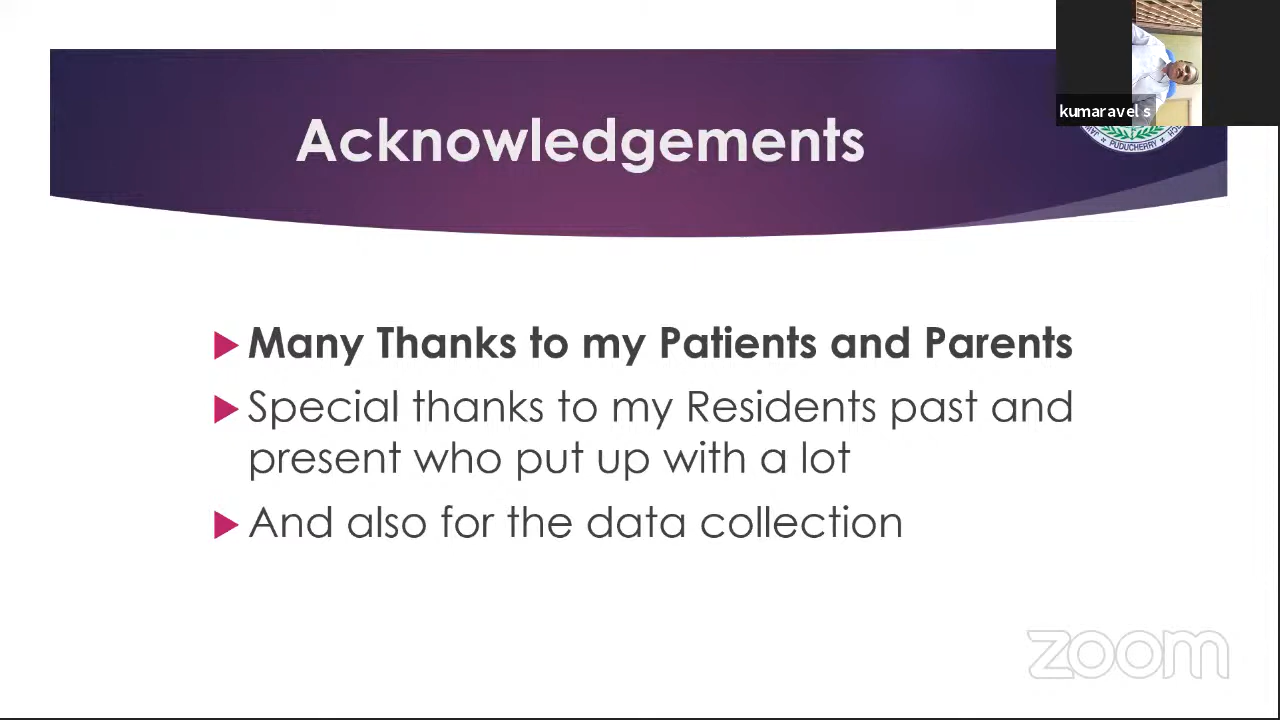 kumaravel s
PUDUCHERRY
Acknowledgements
Many Thanks to my Patients and Parents
Special thanks to my Residents past and
present who put up with a lot
And also for the data collection
zoom